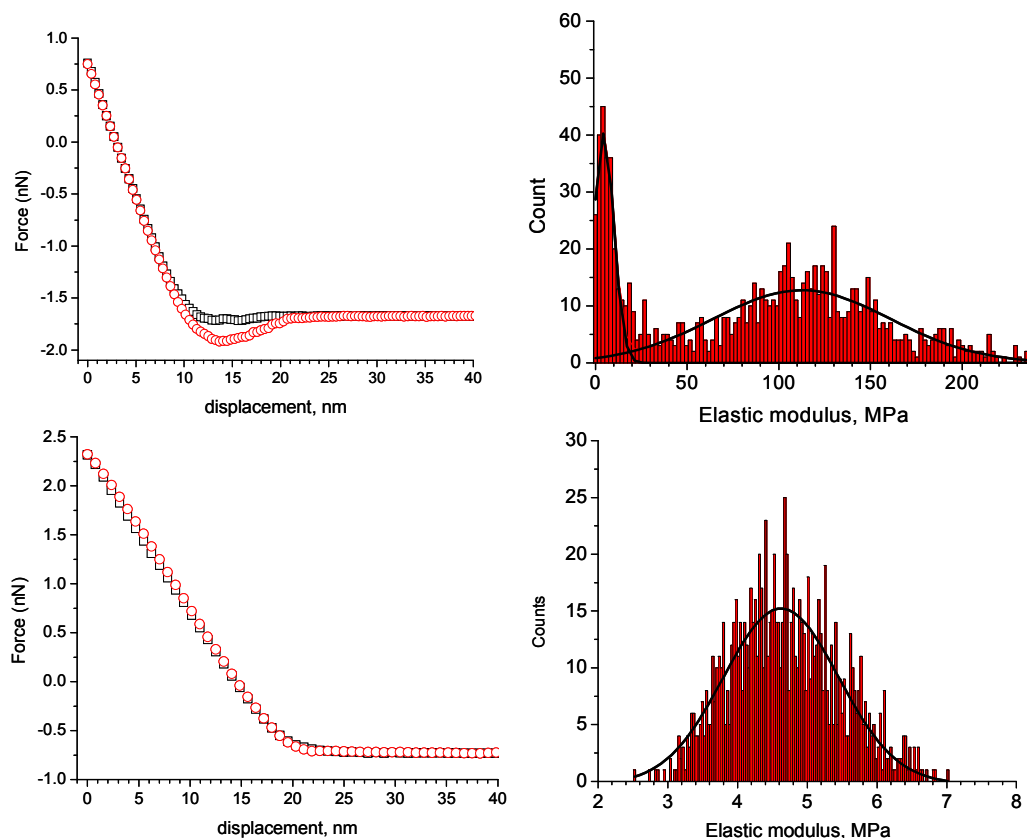 1.0
0.5
0.0
-0.5
-1.0
-1.5
-2.0
Force (nN)
0 5 10 15 20 25 30 35 40
displacement, nm
60
50
40
30
20
10
0
Count
0 50 100 150 200
Elastic modulus, MPa
2.5
2.0
1.5
1.0
0.5
0.0
-0.5
-1.0
Force (nN)
0 5 10 15 20 25 30 35 40
displacement, nm
30
25
20
15
10
5
0
Counts
2 3 4 5 6 7 8
Elastic modulus, MPa